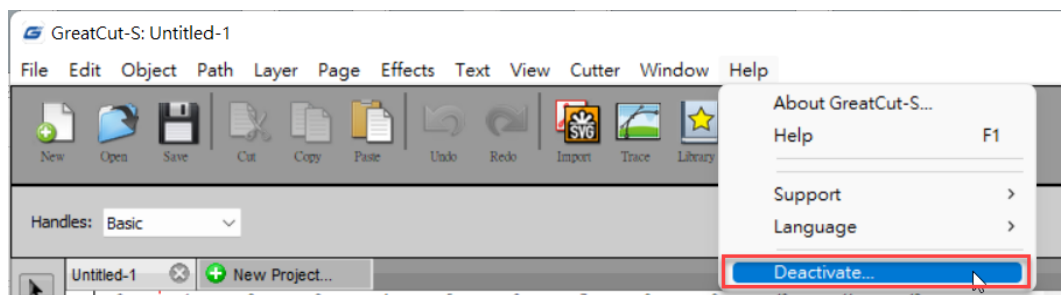 GreatCut-S: Untitled-1
File Edit Object Path Layer Page Effects Text View Cutter Window Help
New Open Save Cut Copy Paste Undo Redo SVG Import Trace Library
About GreatCut-S...
Help F1
Support
Language
Deactivate...
Handles: Basic
Untitled-1 New Project...